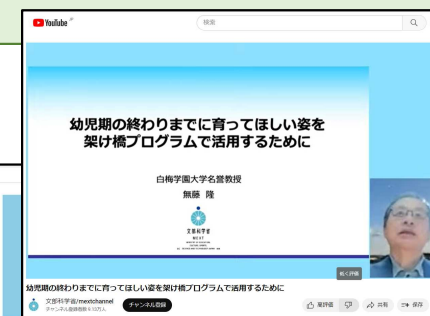 YouTube JP
検索
幼児期の終わりまでに育ってほしい姿を
架け橋プログラムで活用するために
白梅学園大学名誉教授
無藤 隆
文部科学省
MEXT
低く評価
幼児期の終わりまでに育ってほしい姿を架け橋プログラムで活用するために
文部科学省/mextchannel
チャンネル登録
高評価
共有
保存